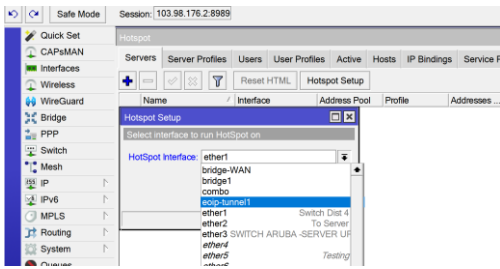 Safe Mode Session: 103.98.176.2:8989
Quick Set
CAPsMAN
Interfaces
Wireless
WireGuard
Bridge
PPP
Switch
Mesh
IP
IPv6
MPLS
Routing
System
Queues
Hotspot
Servers Server Profiles Users User Profiles Active Hosts IP Bindings Service P
Reset HTML Hotspot Setup
Name Interface Address Pool Profile Addresses ...
Hotspot Setup
Select interface to run HotSpot on
HotSpot Interface: ether1
bridge-WAN
bridge1
combo
eoip-tunnel1
ether1 Switch Dist 4
ether2 To Server
ether3 SWITCH ARUBA -SERVER UP
ether4
ether5 Testing
ether6